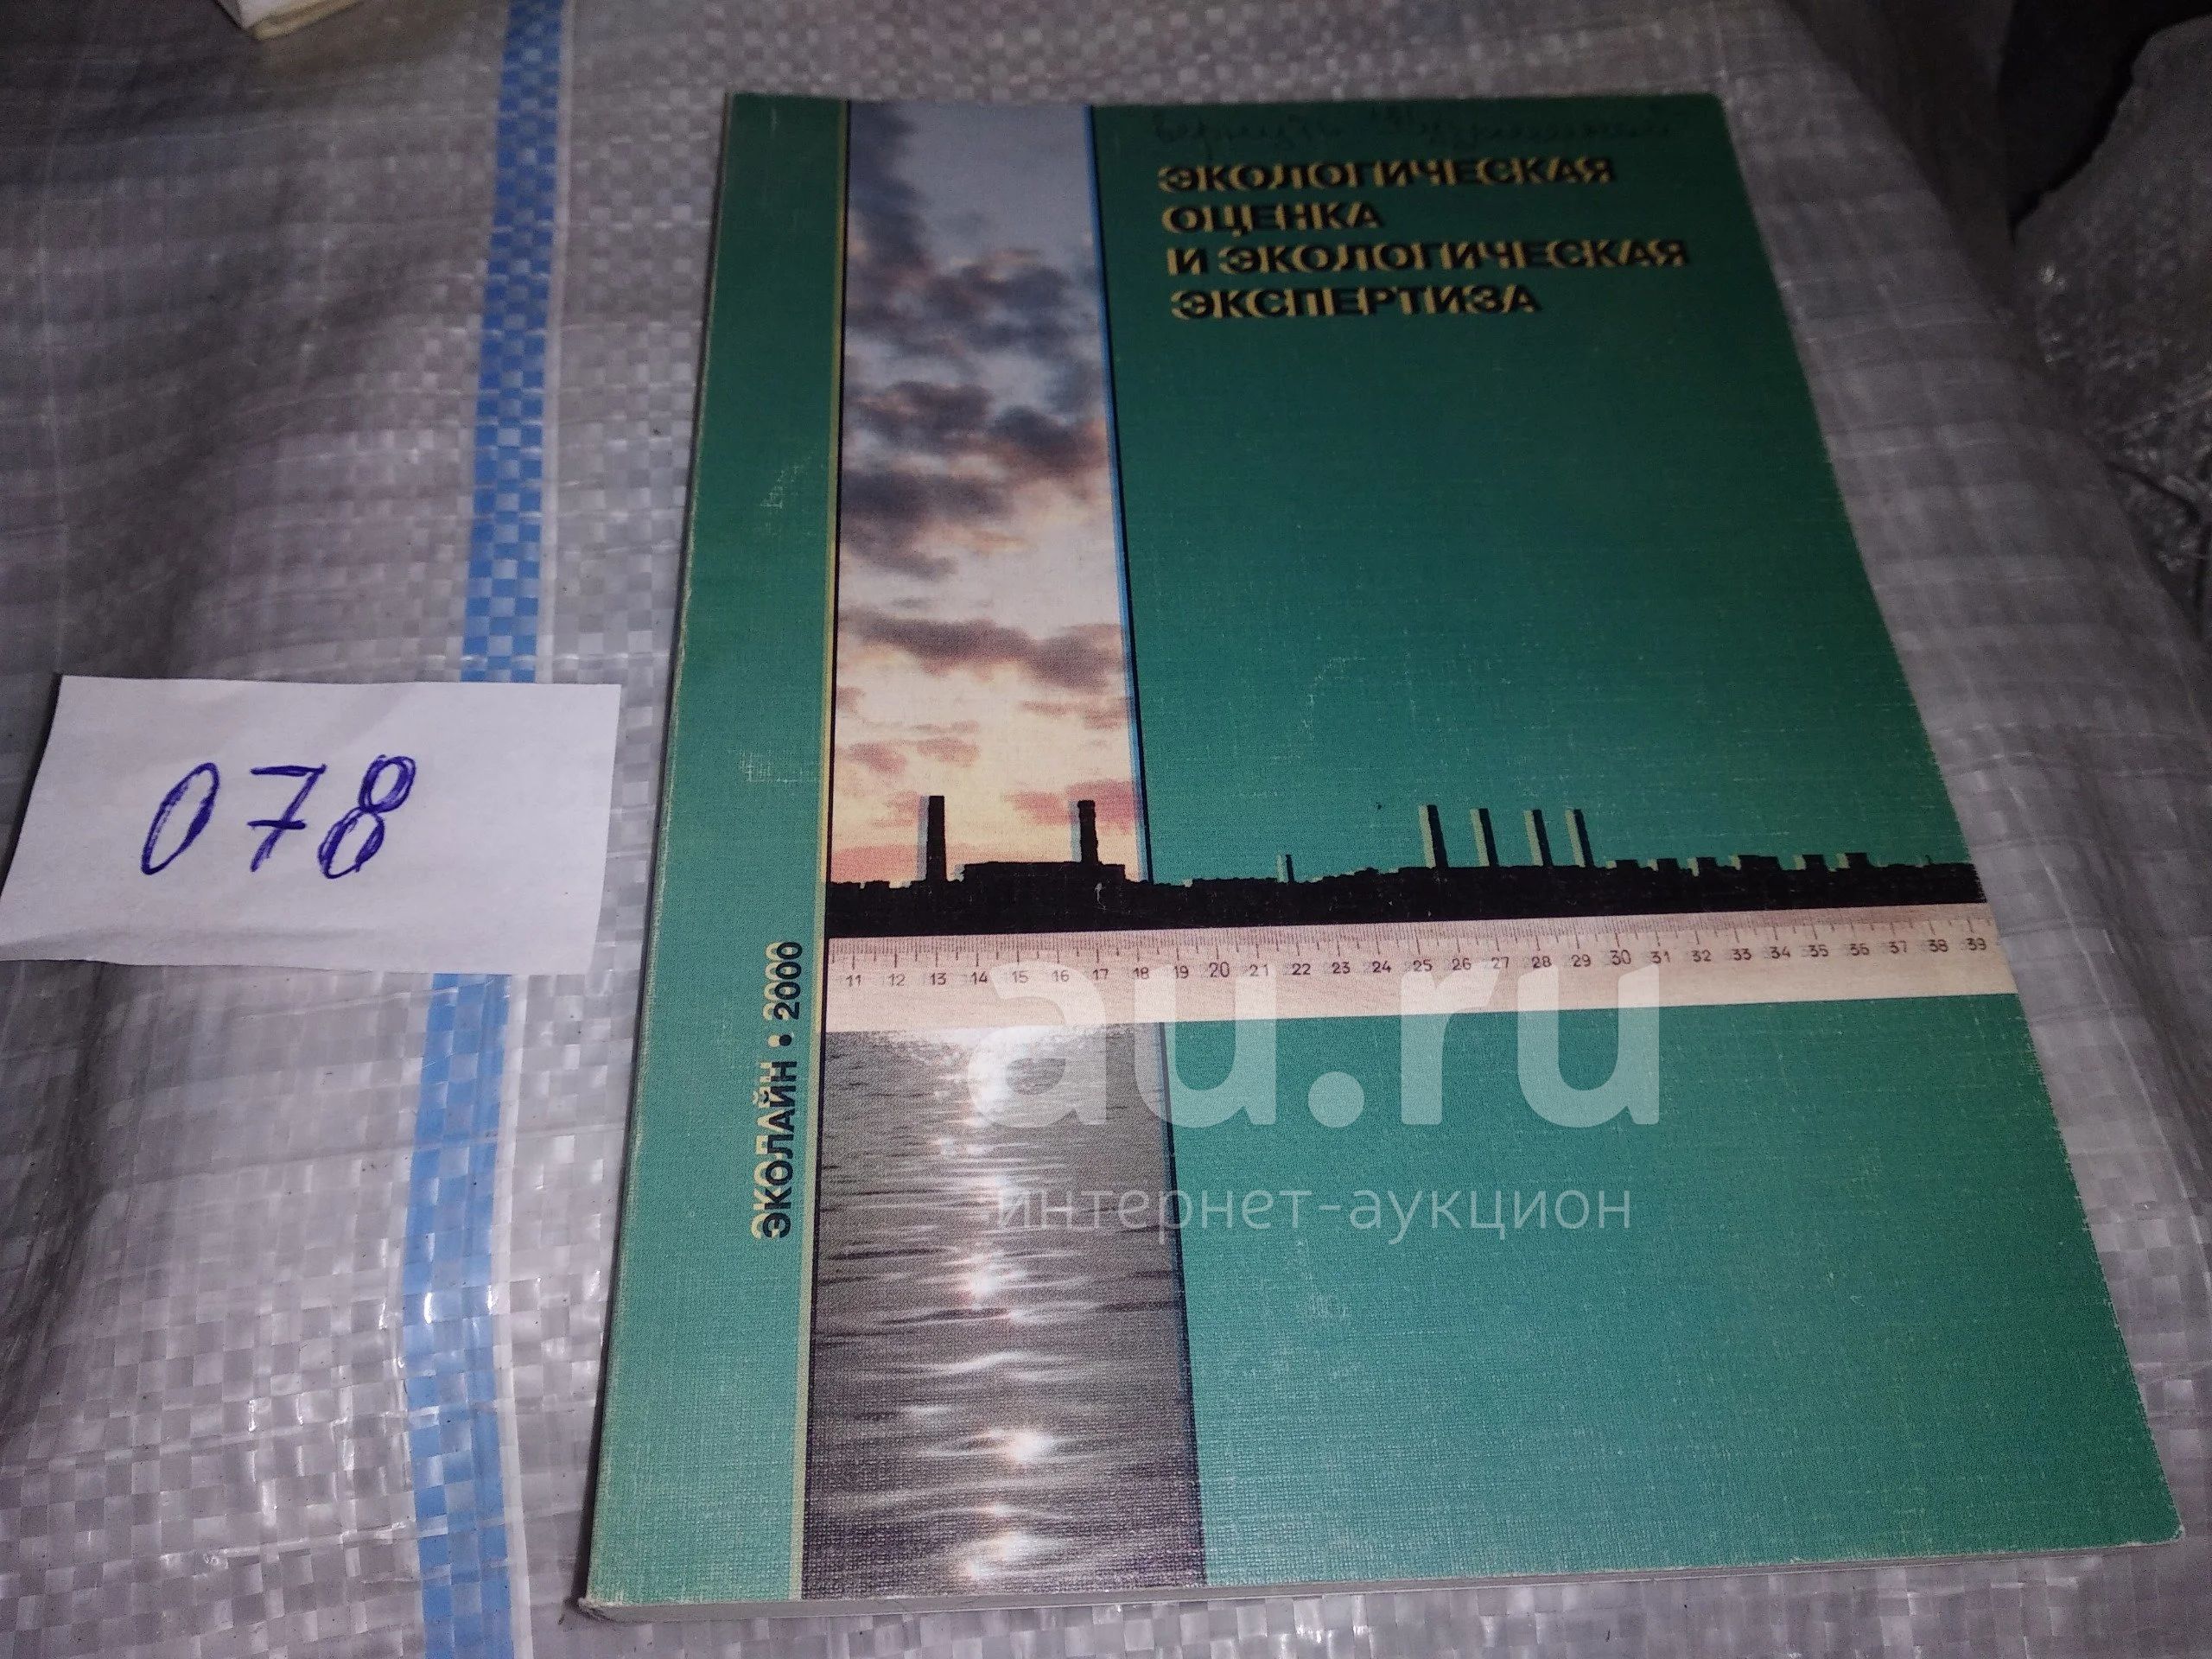 ЭКОЛОГИЧЕСКАЯ
ОЦЕНКА
И ЭКОЛОГИЧЕСКАЯ
ЭКСПЕРТИЗА
078
ЭКОЛАЙН • 2000
11 12 13 14 15 16 17 18 19 20 21 22 23 24 25 26 27 28 29 30 31 32 33 34 35 36 37 38 39
au.ru
интернет-аукцион